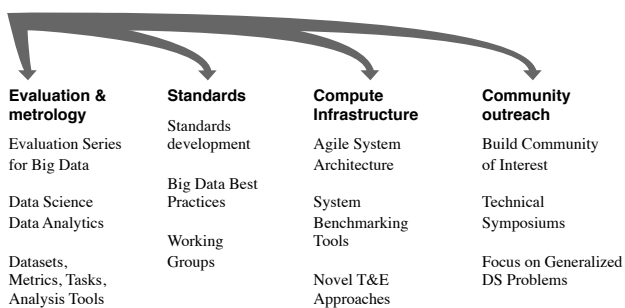 Evaluation &
metrology
Evaluation Series
for Big Data
Data Science
Data Analytics
Datasets,
Metrics, Tasks,
Analysis Tools
Standards
Standards
development
Big Data Best
Practices
Working
Groups
Compute
Infrastructure
Agile System
Architecture
System
Benchmarking
Tools
Novel T&E
Approaches
Community
outreach
Build Community
of Interest
Technical
Symposiums
Focus on Generalized
DS Problems